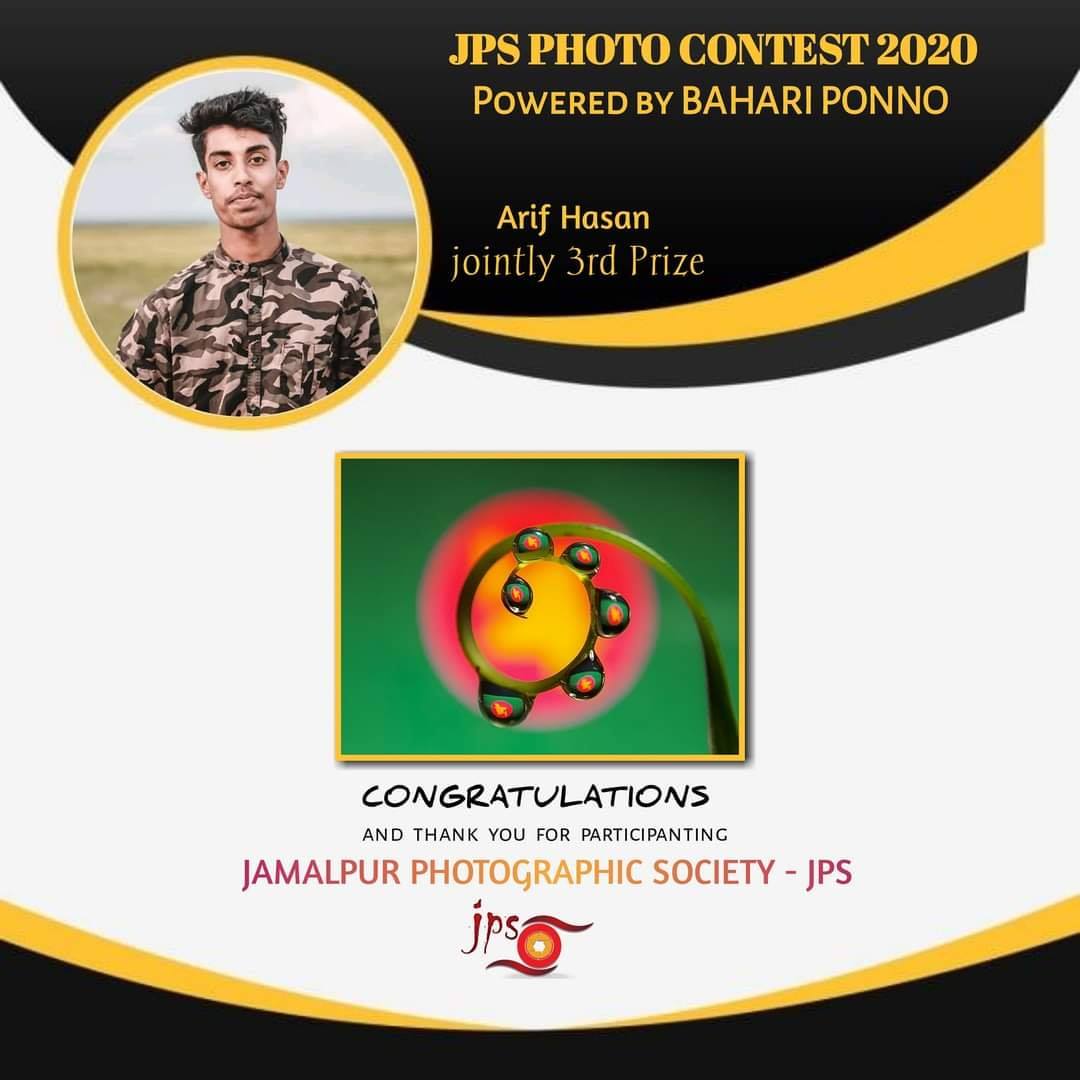 JPS PHOTO CONTEST 2020
POWERED BY BAHARI PONNO
Arif Hasan
jointly 3rd Prize
CONGRATULATIONS
AND THANK YOU FOR PARTICIPANTING
JAMALPUR PHOTOGRAPHIC SOCIETY - JPS
jps